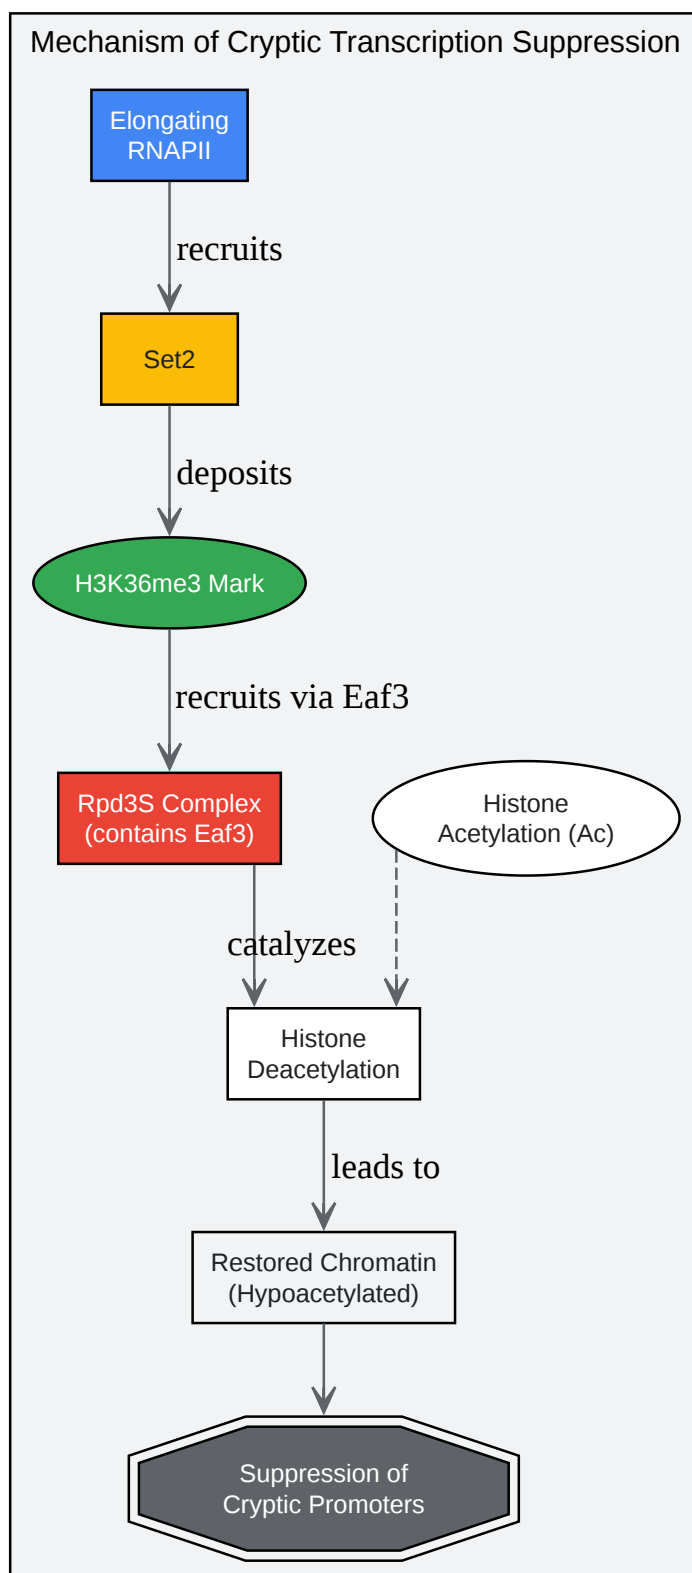 Mechanism of Cryptic Transcription Suppression
Elongating
RNAPII
recruits
Set2
deposits
H3K36me3 Mark
recruits via Eaf3
Rpd3S Complex
(contains Eaf3)
Histone
Acetylation (Ac)
catalyzes
Histone
Deacetylation
leads to
Restored Chromatin
(Hypoacetylated)
Suppression of
Cryptic Promoters